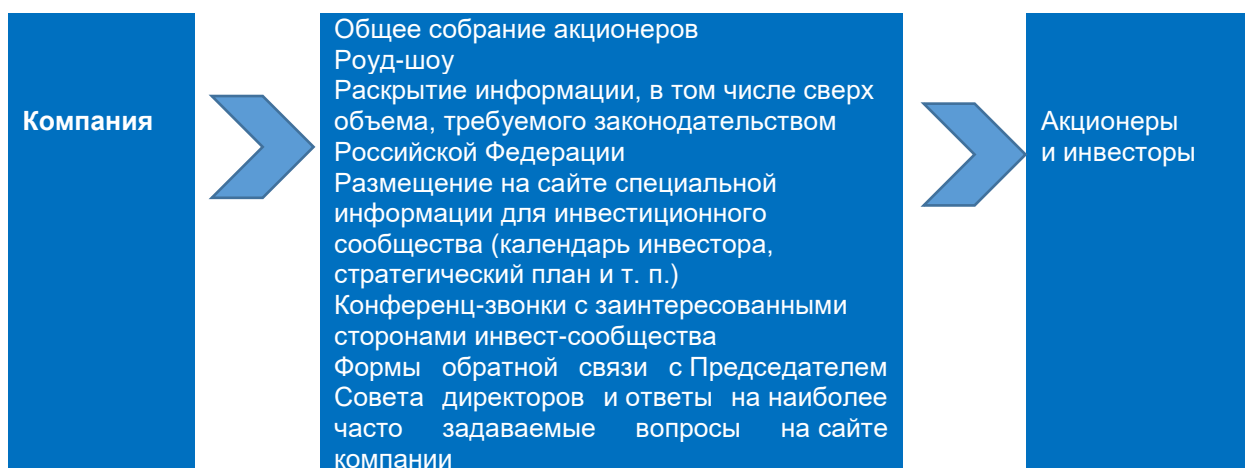 Компания
Общее собрание акционеров
Роуд-шоу
Раскрытие информации, в том числе сверх
объема, требуемого законодательством
Российской Федерации
Размещение на сайте специальной
информации для инвестиционного
сообщества (календарь инвестора,
стратегический план и т. п.)
Конференц-звонки с заинтересованными
сторонами инвест-сообщества
Формы обратной связи с Председателем
Совета директоров и ответы на наиболее
часто задаваемые вопросы на сайте
компании
Акционеры
и инвесторы